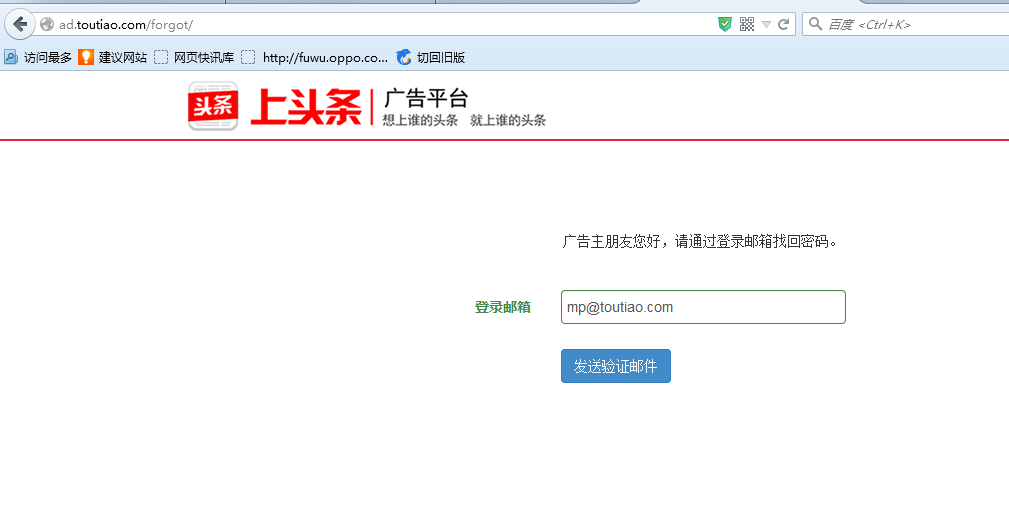 ad.toutiao.com/forgot/
百度 <Ctrl+K>
访问最多 建议网站 网页快讯库 http://fuwu.oppo.co... 切回旧版
头条 上头条 广告平台
想上谁的头条 就上谁的头条
广告主朋友您好，请通过登录邮箱找回密码。
登录邮箱 mp@toutiao.com
发送验证邮件